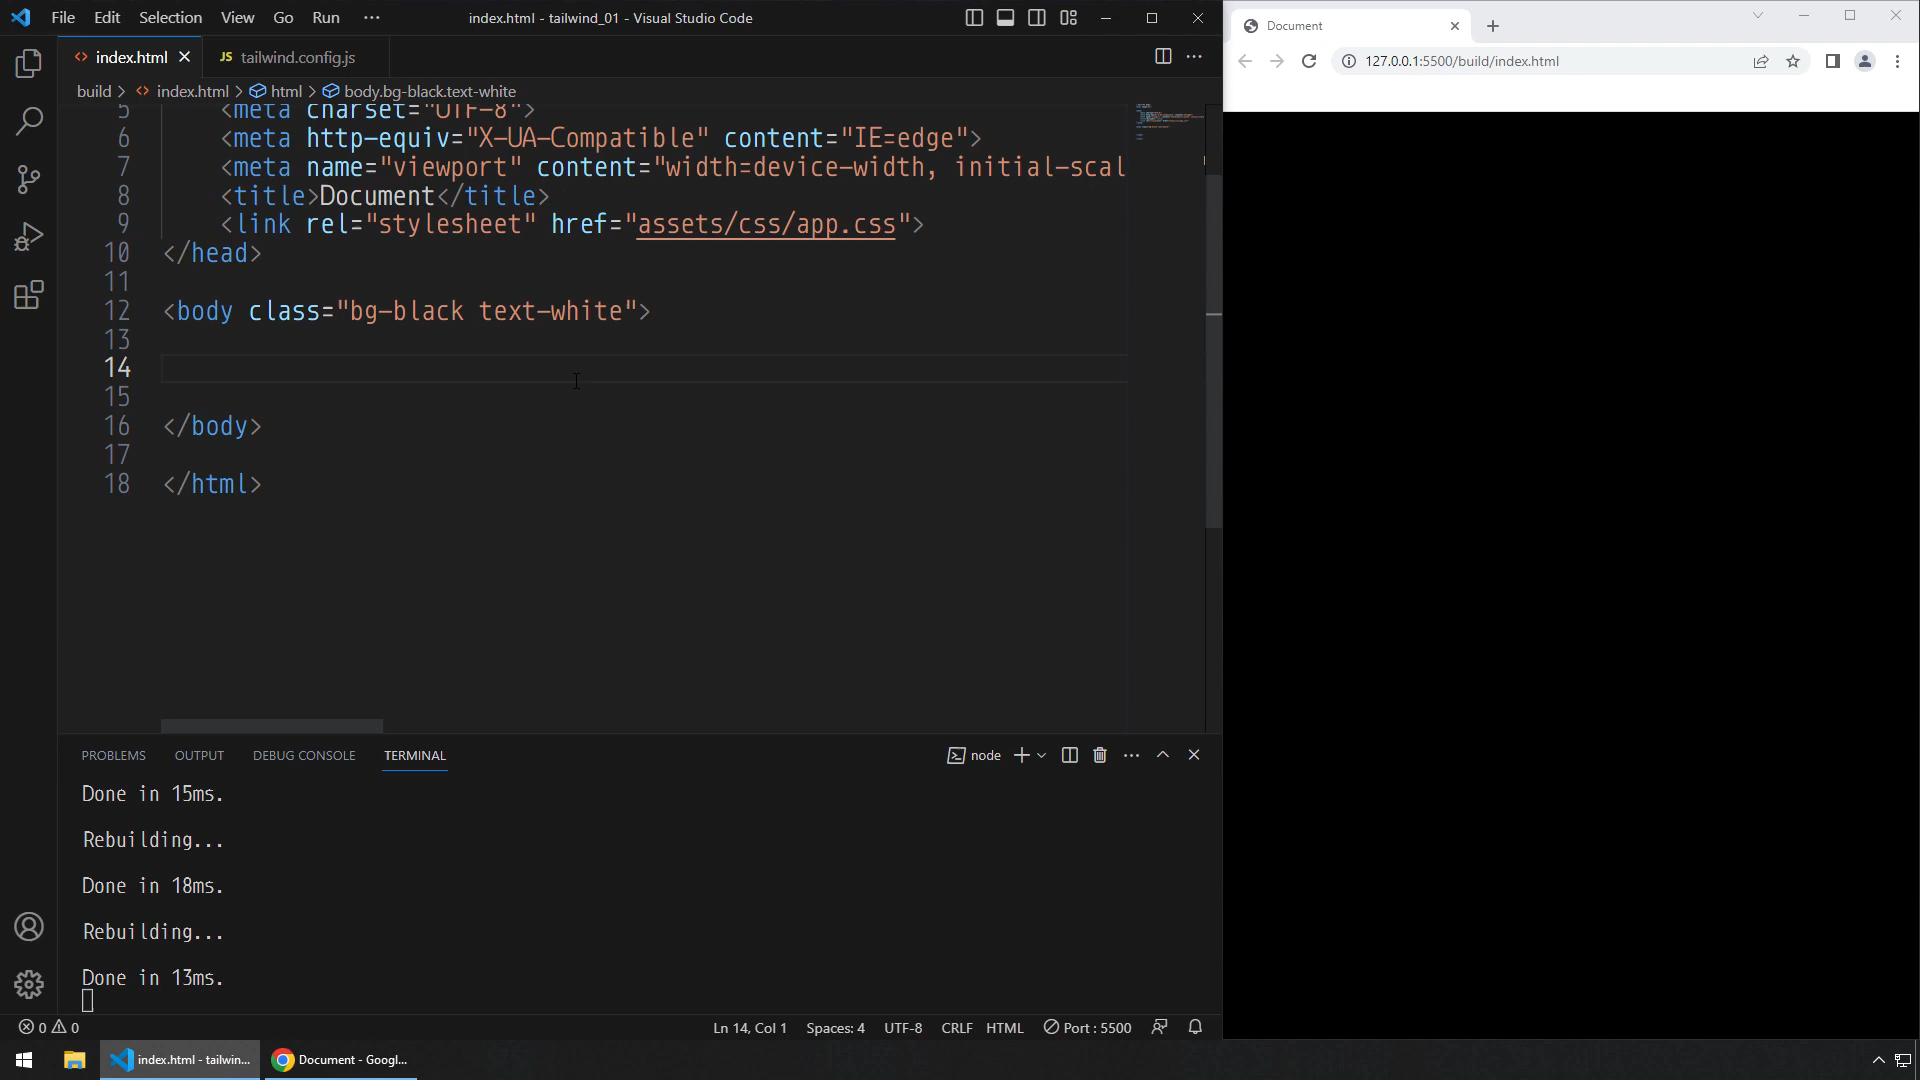 File Edit Selection View Go Run ··· index.html - tailwind_01 - Visual Studio Code
index.html JS tailwind.config.js
build > index.html > html > body.bg-black.text-white
5 <meta charset="UTF-8">
6 <meta http-equiv="X-UA-Compatible" content="IE=edge">
7 <meta name="viewport" content="width=device-width, initial-scal
8 <title>Document</title>
9 <link rel="stylesheet" href="assets/css/app.css">
10 </head>
11
12 <body class="bg-black text-white">
13
14
15
16 </body>
17
18 </html>
PROBLEMS OUTPUT DEBUG CONSOLE TERMINAL node
Done in 15ms.
Rebuilding...
Done in 18ms.
Rebuilding...
Done in 13ms.
0 0 Ln 14, Col 1 Spaces: 4 UTF-8 CRLF HTML Port : 5500
Document
127.0.0.1:5500/build/index.html
index.html - tailwin... Document - Googl...